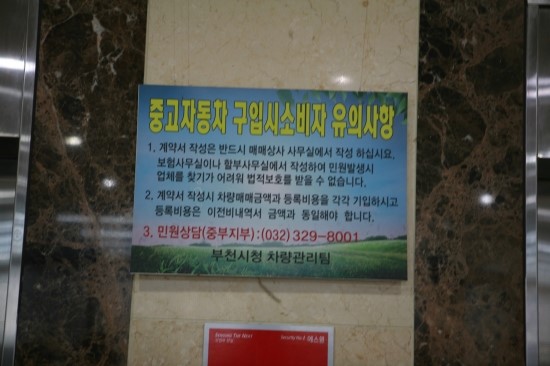 중고자동차 구입시소비자 유의사항
1. 계약서 작성은 반드시 매매상사 사무실에서 작성 하십시요.
보험사무실이나 할부사무실에서 작성하여 민원발생시
업체를 찾기가 어려워 법적보호를 받을 수 없습니다.
2. 계약서 작성시 차량매매금액과 등록비용을 각각 기입하시고
등록비용은 이전비내역서 금액과 동일해야 합니다.
3. 민원상담(중부지부):(032) 329-8001
부천시청 차량관리팀
에스원